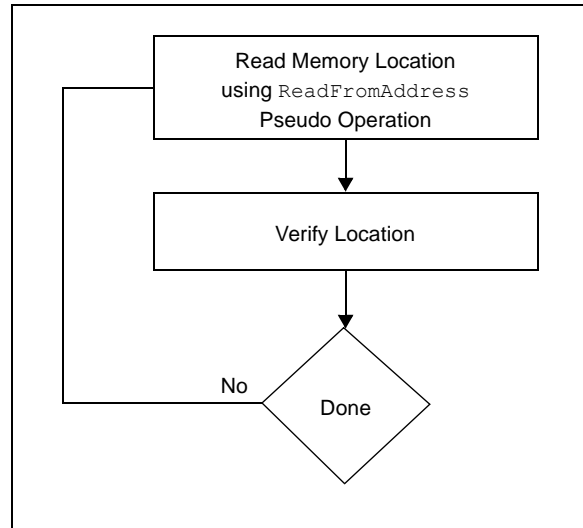 Read Memory Location
using ReadFromAddress
Pseudo Operation
Verify Location
No
Done